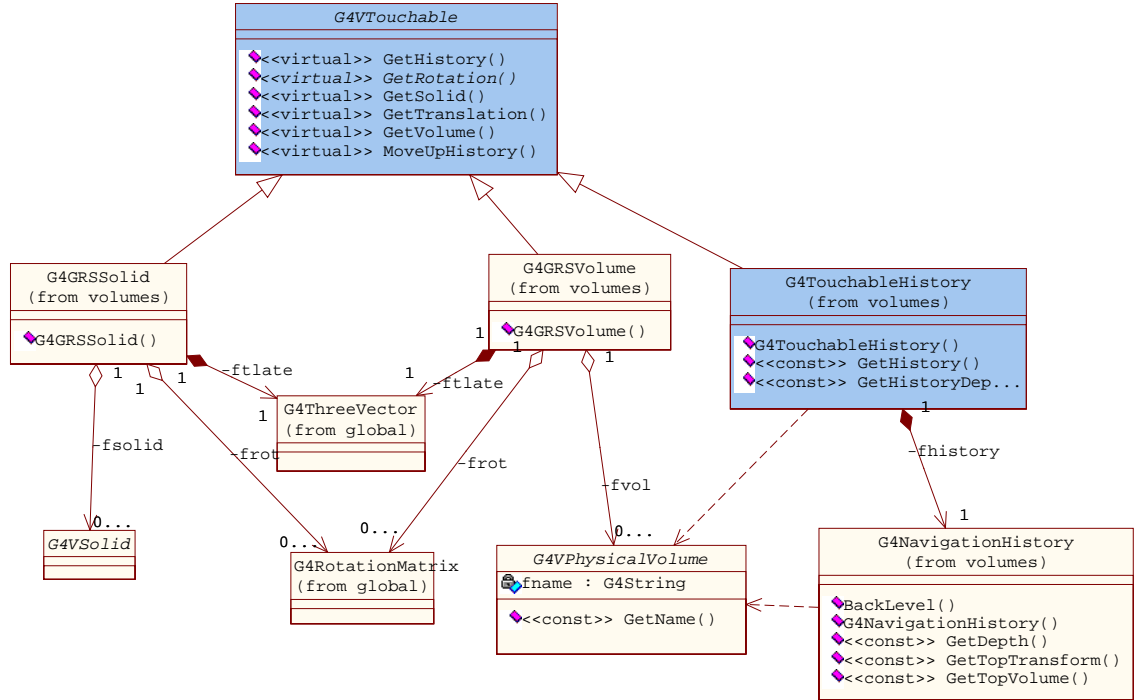 G4VTouchable
<<virtual>> GetHistory()
<<virtual>> GetRotation()
<<virtual>> GetSolid()
<<virtual>> GetTranslation()
<<virtual>> GetVolume()
<<virtual>> MoveUpHistory()
G4GRSSolid
(from volumes)
G4GRSSolid()
G4GRSVolume
(from volumes)
G4GRSVolume()
G4TouchableHistory
(from volumes)
G4TouchableHistory()
<<const>> GetHistory()
<<const>> GetHistoryDep...
1
1
1
1
1
1
1
-ftlate
1
-ftlate
1
G4ThreeVector
(from global)
-fsolid
-frot
-frot
-fvol
-fhistory
0...
0...
0...
0...
1
G4VSolid
G4RotationMatrix
(from global)
G4VPhysicalVolume
fname : G4String
<<const>> GetName()
G4NavigationHistory
(from volumes)
BackLevel()
G4NavigationHistory()
<<const>> GetDepth()
<<const>> GetTopTransform()
<<const>> GetTopVolume()